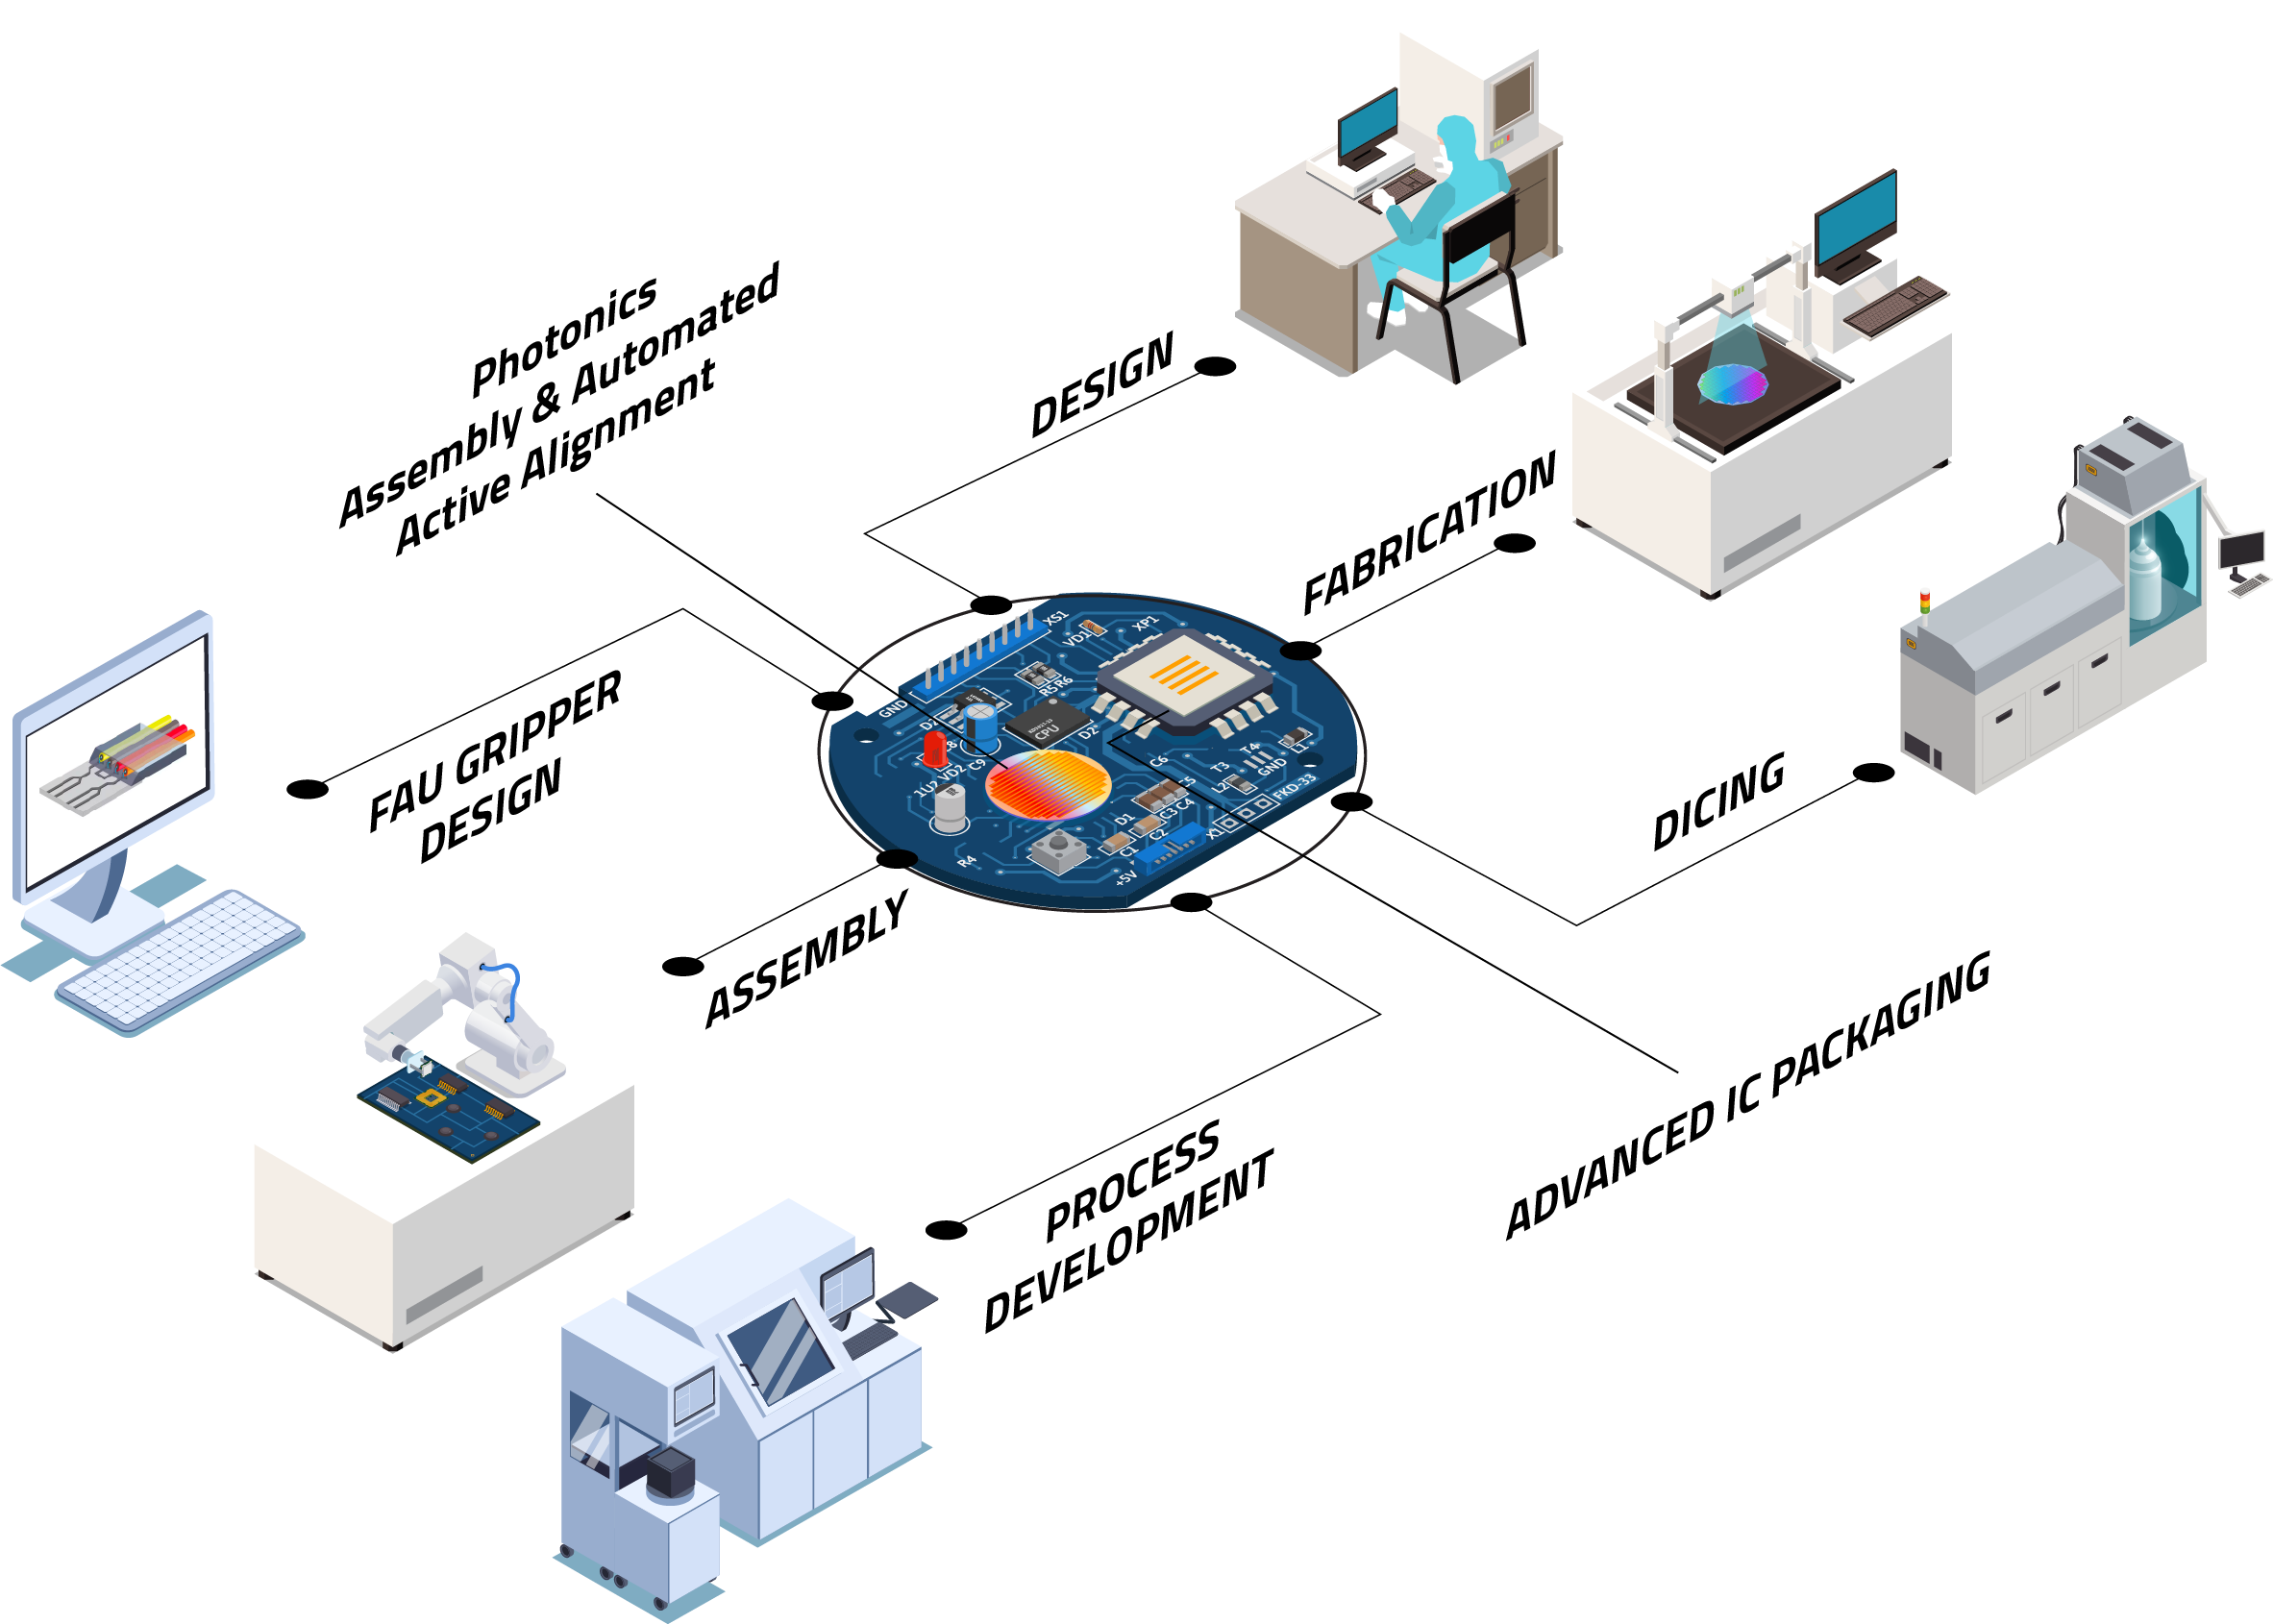 Photonics
Assembly & Automated
Active Alignment
DESIGN
FABRICATION
FAU GRIPPER
DESIGN
DICING
ASSEMBLY
ADVANCED IC PACKAGING
PROCESS
DEVELOPMENT
XS1
VD1
XP1
R5 R6
GND
CPU
D2
C9
VD2
1U2
C6
T4
L1
T3
GND
L2
FKD-33
C4
C3
D1
C2
C1
X1
R4
+5V